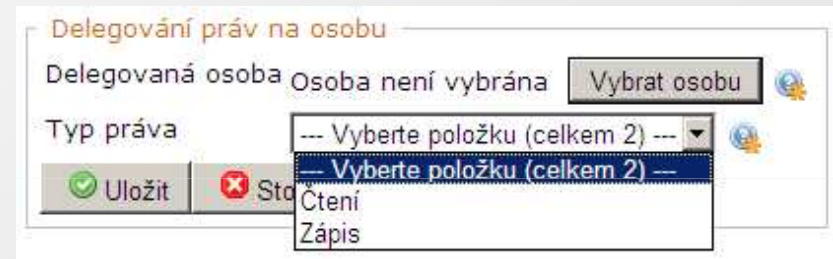 Delegování práv na osobu
Delegovaná osoba Osoba není vybrána Vybrat osobu
Typ práva --- Vyberte položku (celkem 2) ---
--- Vyberte položku (celkem 2) ---
Uložit
Čtení
Zápis